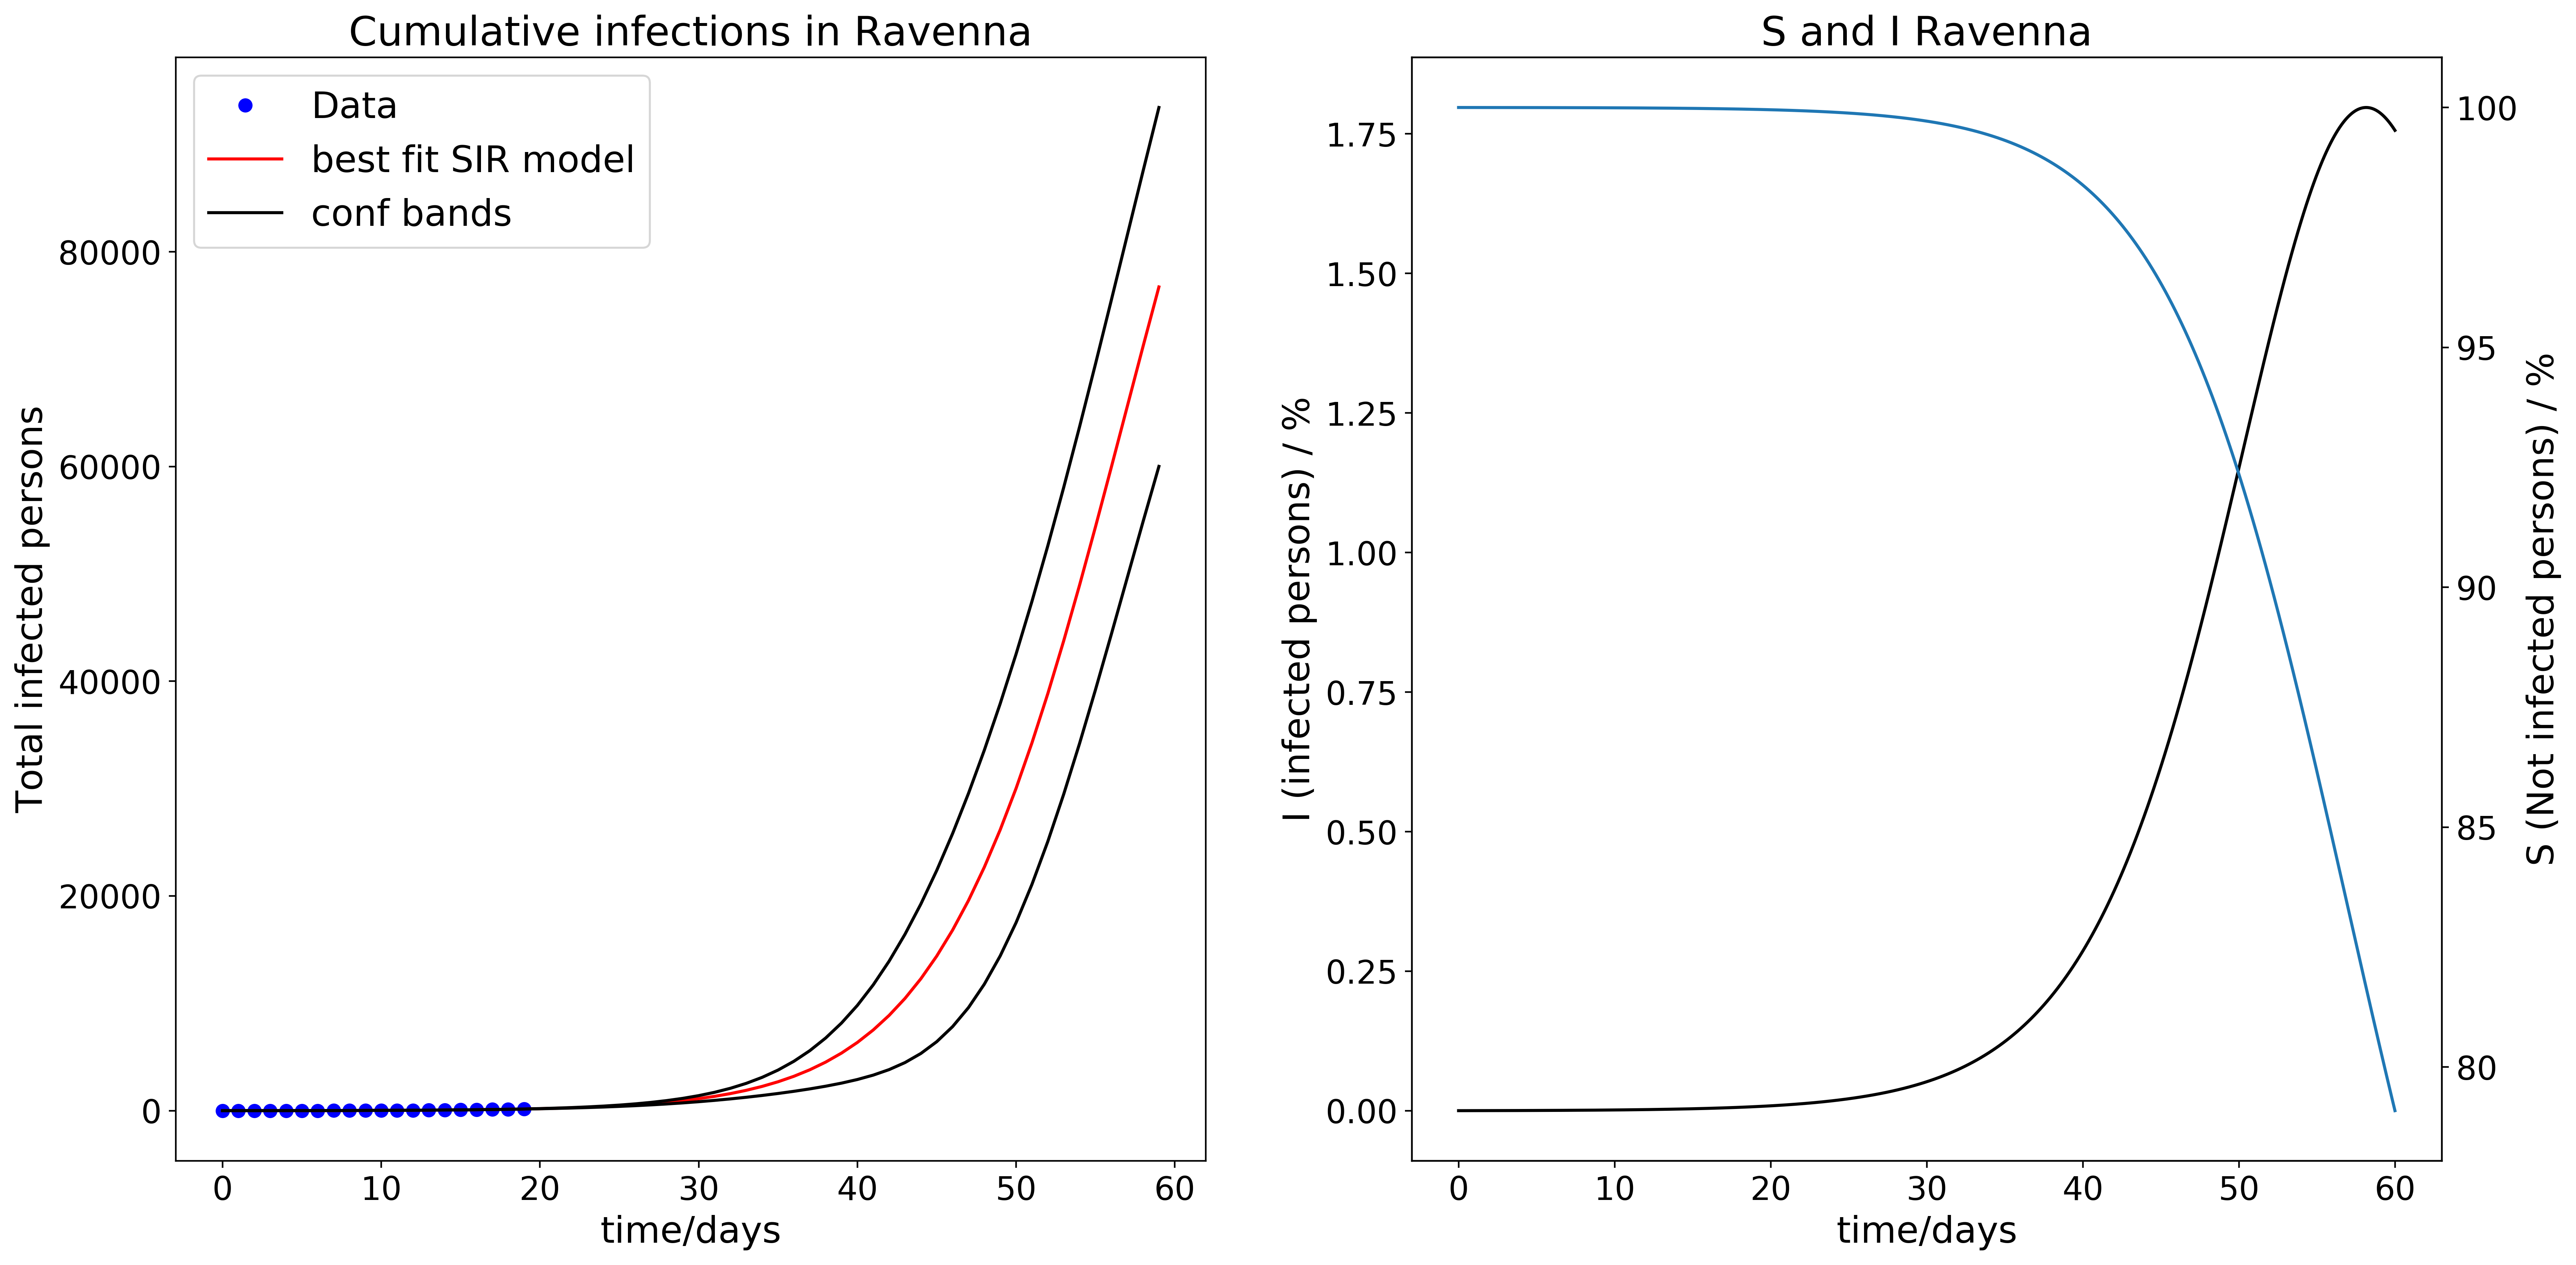 Cumulative infections in Ravenna
Data
best fit SIR model
conf bands
80000
60000
40000
20000
0
Total infected persons
0 10 20 30 40 50 60
time/days
S and I Ravenna
1.75
1.50
1.25
1.00
0.75
0.50
0.25
0.00
I (infected persons) / %
100
95
90
85
80
S (Not infected persons) / %
0 10 20 30 40 50 60
time/days